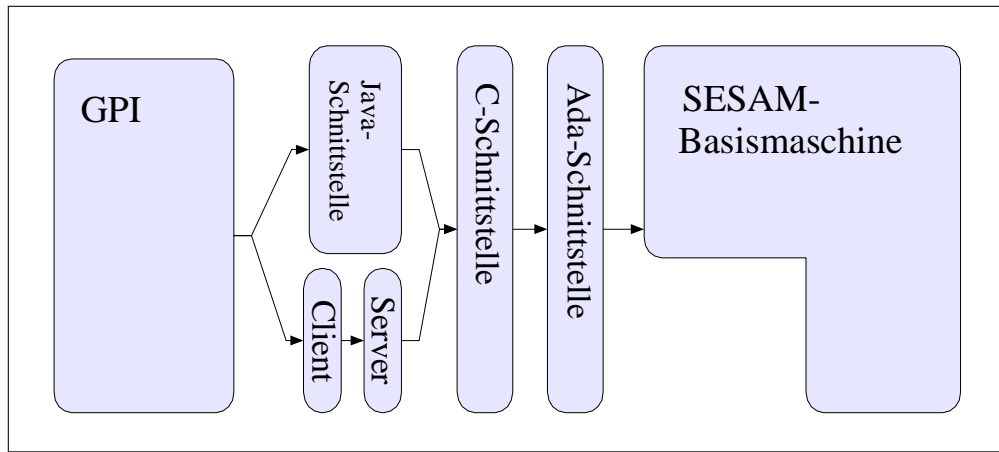 GPI
Java-
Schnittstelle
Client
Server
C-Schnittstelle
Ada-Schnittstelle
SESAM-
Basismaschine